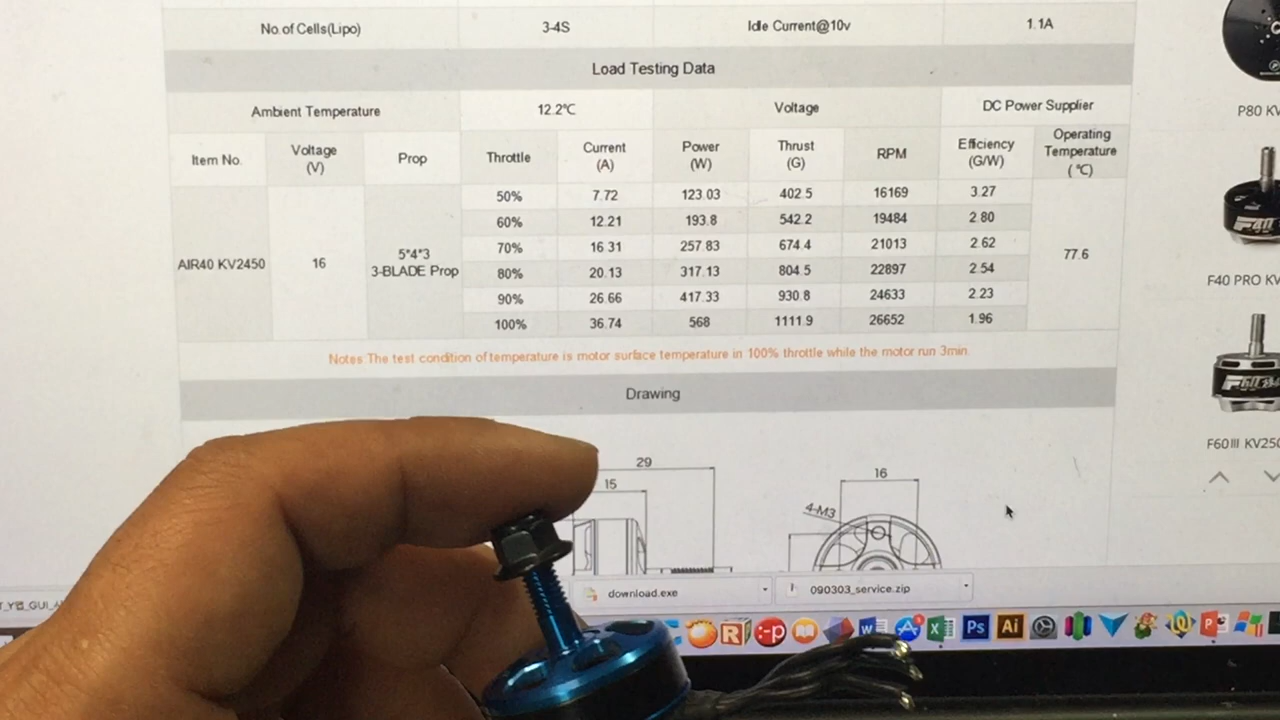 No.of Cells(Lipo) 3-4S Idle Current@10v 1.1A
Load Testing Data
Ambient Temperature 12.2℃ Voltage DC Power Supplier
Item No. Voltage (V) Prop Throttle Current (A) Power (W) Thrust (G) RPM Efficiency (G/W) Operating Temperature (℃)
AIR40 KV2450 16 5"4"3 3-BLADE Prop 77.6
50% 7.72 123.03 402.5 16169 3.27
60% 12.21 193.8 542.2 19484 2.80
70% 16.31 257.83 674.4 21013 2.62
80% 20.13 317.13 804.5 22897 2.54
90% 26.66 417.33 930.8 24633 2.23
100% 36.74 568 1111.9 26652 1.96
Notes:The test condition of temperature is motor surface temperature in 100% throttle while the motor run 3min.
Drawing
29
15
16
4-M3
P80 KV
F40 PRO KV
F60III KV250
download.exe
090303_service.zip
R :-p W A X Ps Ai P